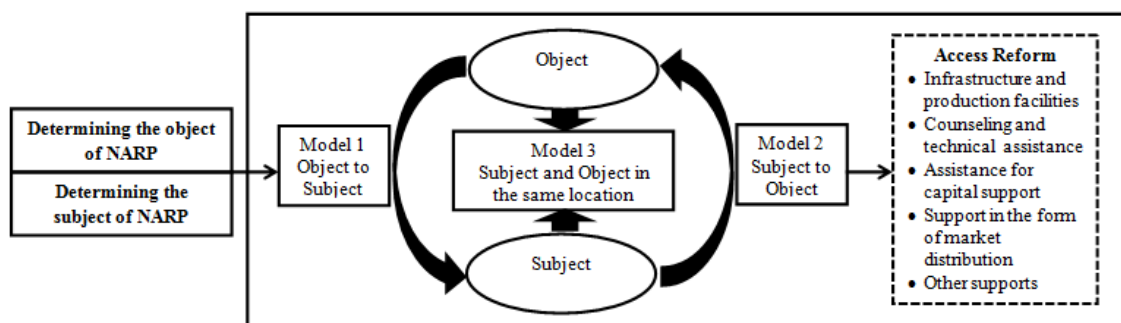 Determining the object
of NARP
Determining the
subject of NARP
Model 1
Object to
Subject
Object
Model 3
Subject and Object in
the same location
Subject
Model 2
Subject to
Object
Access Reform
• Infrastructure and
production facilities
• Counseling and
technical assistance
• Assistance for
capital support
• Support in the form
of market
distribution
• Other supports